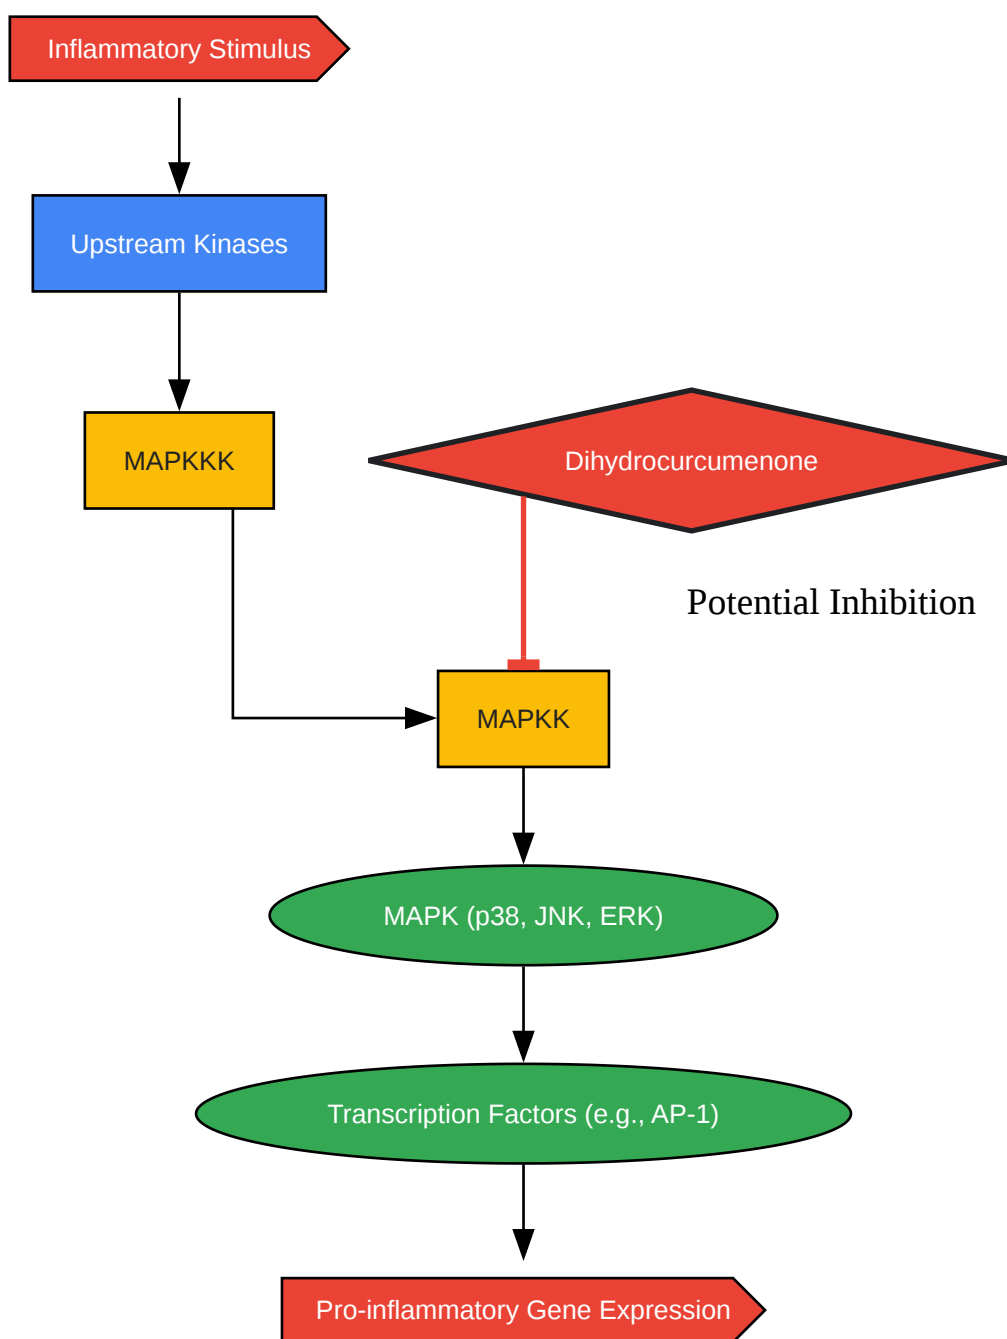 Inflammatory Stimulus
Upstream Kinases
MAPKKK
Dihydrocurcumenone
Potential Inhibition
MAPKK
MAPK (p38, JNK, ERK)
Transcription Factors (e.g., AP-1)
Pro-inflammatory Gene Expression